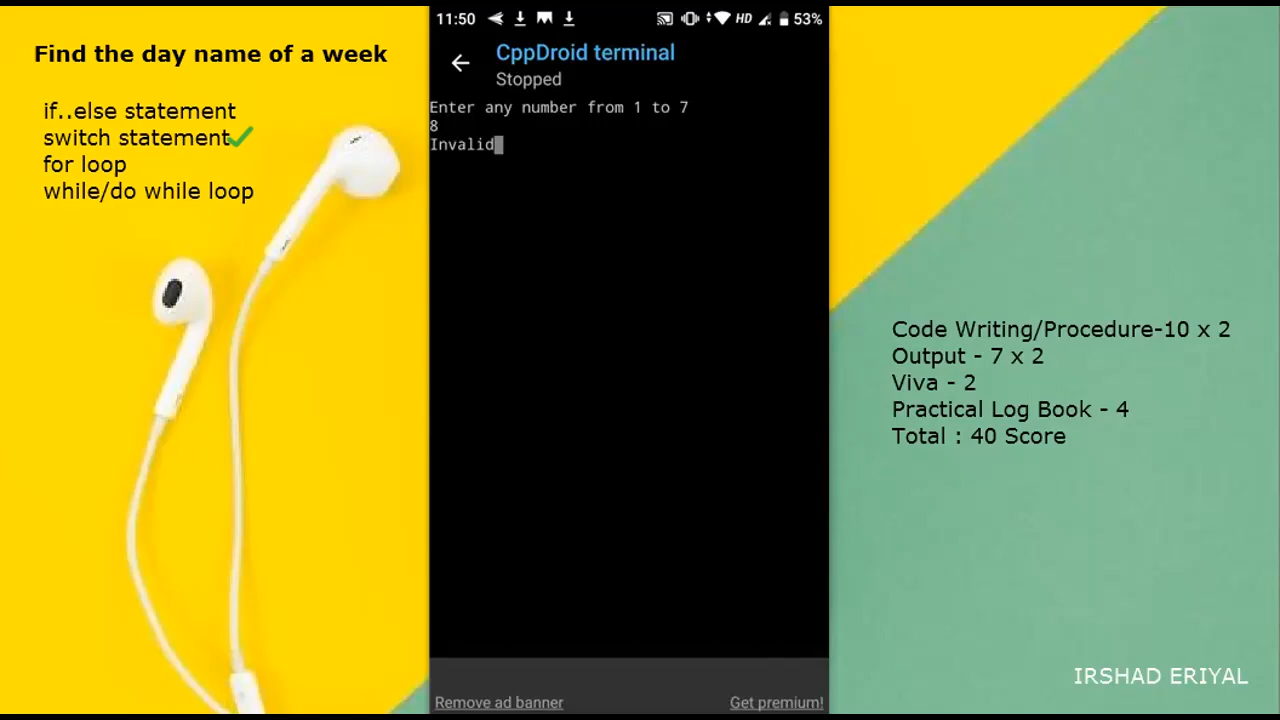 Find the day name of a week
if..else statement
switch statement
for loop
while/do while loop
11:50
HD
53%
CppDroid terminal
Stopped
Enter any number from 1 to 7
8
Invalid
Remove ad banner
Get premium!
Code Writing/Procedure-10 x 2
Output - 7 x 2
Viva - 2
Practical Log Book - 4
Total : 40 Score
IRSHAD ERIYAL